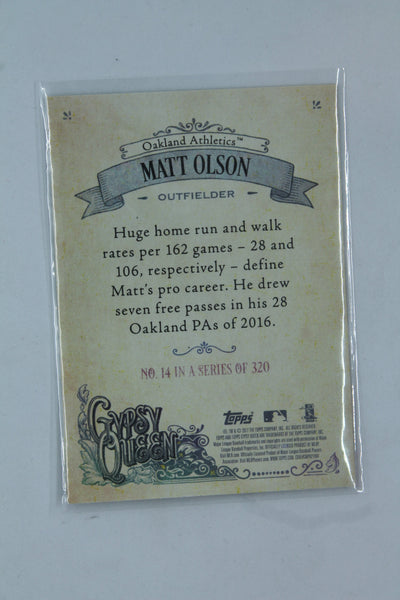 Oakland Athletics™
MATT OLSON
OUTFIELDER
Huge home run and walk
rates per 162 games – 28 and
106, respectively – define
Matt's pro career. He drew
seven free passes in his 28
Oakland PAs of 2016.
NO. 14 IN A SERIES OF 320
GYPSY
QUEEN
Topps